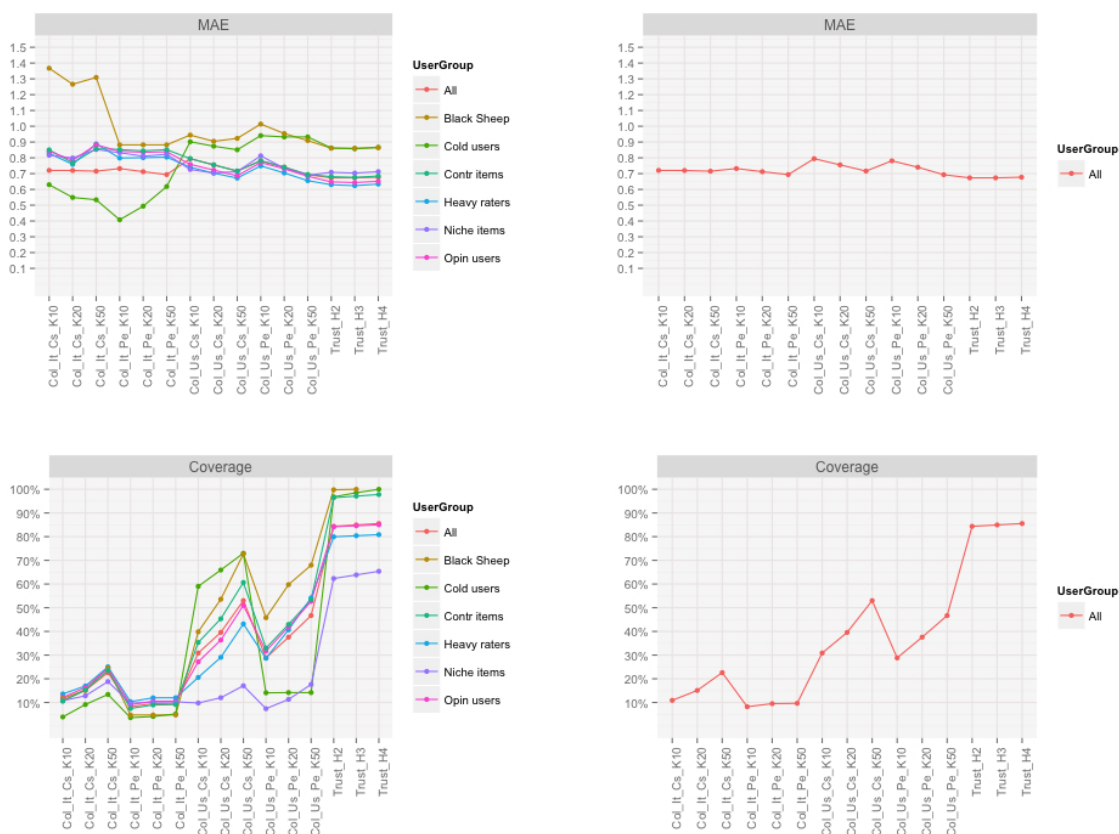 MAE
1.5
1.4
1.3
1.2
1.1
1.0
0.9
0.8
0.7
0.6
0.5
0.4
0.3
0.2
0.1
Col_It_Cs_K10
Col_It_Cs_K20
Col_It_Cs_K50
Col_It_Pe_K10
Col_It_Pe_K20
Col_It_Pe_K50
Col_Us_Cs_K10
Col_Us_Cs_K20
Col_Us_Cs_K50
Col_Us_Pe_K10
Col_Us_Pe_K20
Col_Us_Pe_K50
Trust_H2
Trust_H3
Trust_H4
UserGroup
All
Black Sheep
Cold users
Contr items
Heavy raters
Niche items
Opin users
MAE
1.5
1.4
1.3
1.2
1.1
1.0
0.9
0.8
0.7
0.6
0.5
0.4
0.3
0.2
0.1
Col_It_Cs_K10
Col_It_Cs_K20
Col_It_Cs_K50
Col_It_Pe_K10
Col_It_Pe_K20
Col_It_Pe_K50
Col_Us_Cs_K10
Col_Us_Cs_K20
Col_Us_Cs_K50
Col_Us_Pe_K10
Col_Us_Pe_K20
Col_Us_Pe_K50
Trust_H2
Trust_H3
Trust_H4
UserGroup
All
Coverage
100%
90%
80%
70%
60%
50%
40%
30%
20%
10%
Col_It_Cs_K10
Col_It_Cs_K20
Col_It_Cs_K50
Col_It_Pe_K10
Col_It_Pe_K20
Col_It_Pe_K50
Col_Us_Cs_K10
Col_Us_Cs_K20
Col_Us_Cs_K50
Col_Us_Pe_K10
Col_Us_Pe_K20
Col_Us_Pe_K50
Trust_H2
Trust_H3
Trust_H4
UserGroup
All
Black Sheep
Cold users
Contr items
Heavy raters
Niche items
Opin users
Coverage
100%
90%
80%
70%
60%
50%
40%
30%
20%
10%
Col_It_Cs_K10
Col_It_Cs_K20
Col_It_Cs_K50
Col_It_Pe_K10
Col_It_Pe_K20
Col_It_Pe_K50
Col_Us_Cs_K10
Col_Us_Cs_K20
Col_Us_Cs_K50
Col_Us_Pe_K10
Col_Us_Pe_K20
Col_Us_Pe_K50
Trust_H2
Trust_H3
Trust_H4
UserGroup
All